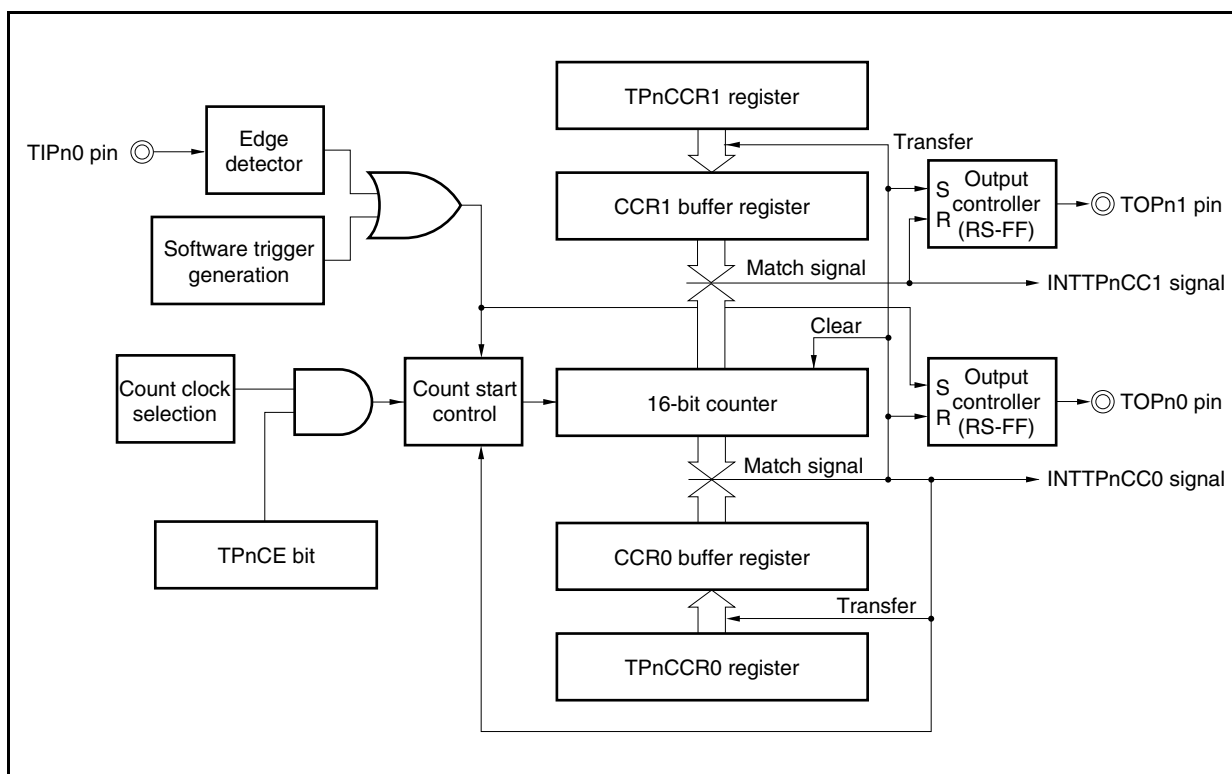 TPnCCR1 register
TIPn0 pin
Edge
detector
Transfer
CCR1 buffer register
S
R
Output
controller
(RS-FF)
TOPn1 pin
Software trigger
generation
Match signal
INTTPnCC1 signal
Clear
Count clock
selection
Count start
control
16-bit counter
S
R
Output
controller
(RS-FF)
TOPn0 pin
Match signal
INTTPnCC0 signal
TPnCE bit
CCR0 buffer register
Transfer
TPnCCR0 register